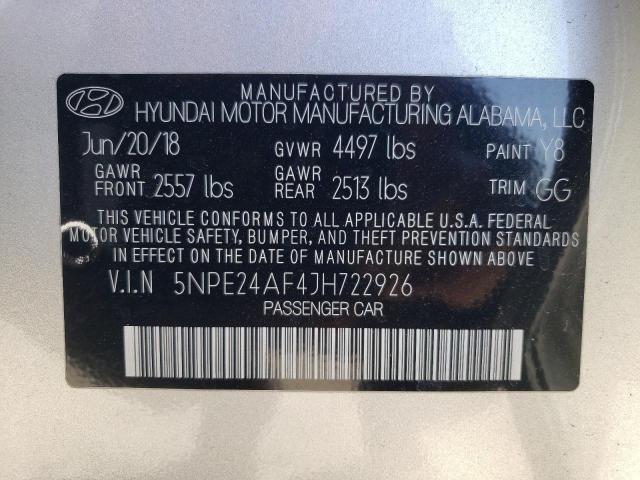 MANUFACTURED BY
HYUNDAI MOTOR MANUFACTURING ALABAMA, LLC
Jun/20/18 GVWR 4497 lbs PAINT Y8
GAWR FRONT 2557 lbs GAWR REAR 2513 lbs TRIM GG
THIS VEHICLE CONFORMS TO ALL APPLICABLE U.S.A. FEDERAL
MOTOR VEHICLE SAFETY, BUMPER, AND THEFT PREVENTION STANDARDS
IN EFFECT ON THE DATE OF MANUFACTURE SHOWN ABOVE
V.I.N 5NPE24AF4JH722926
PASSENGER CAR